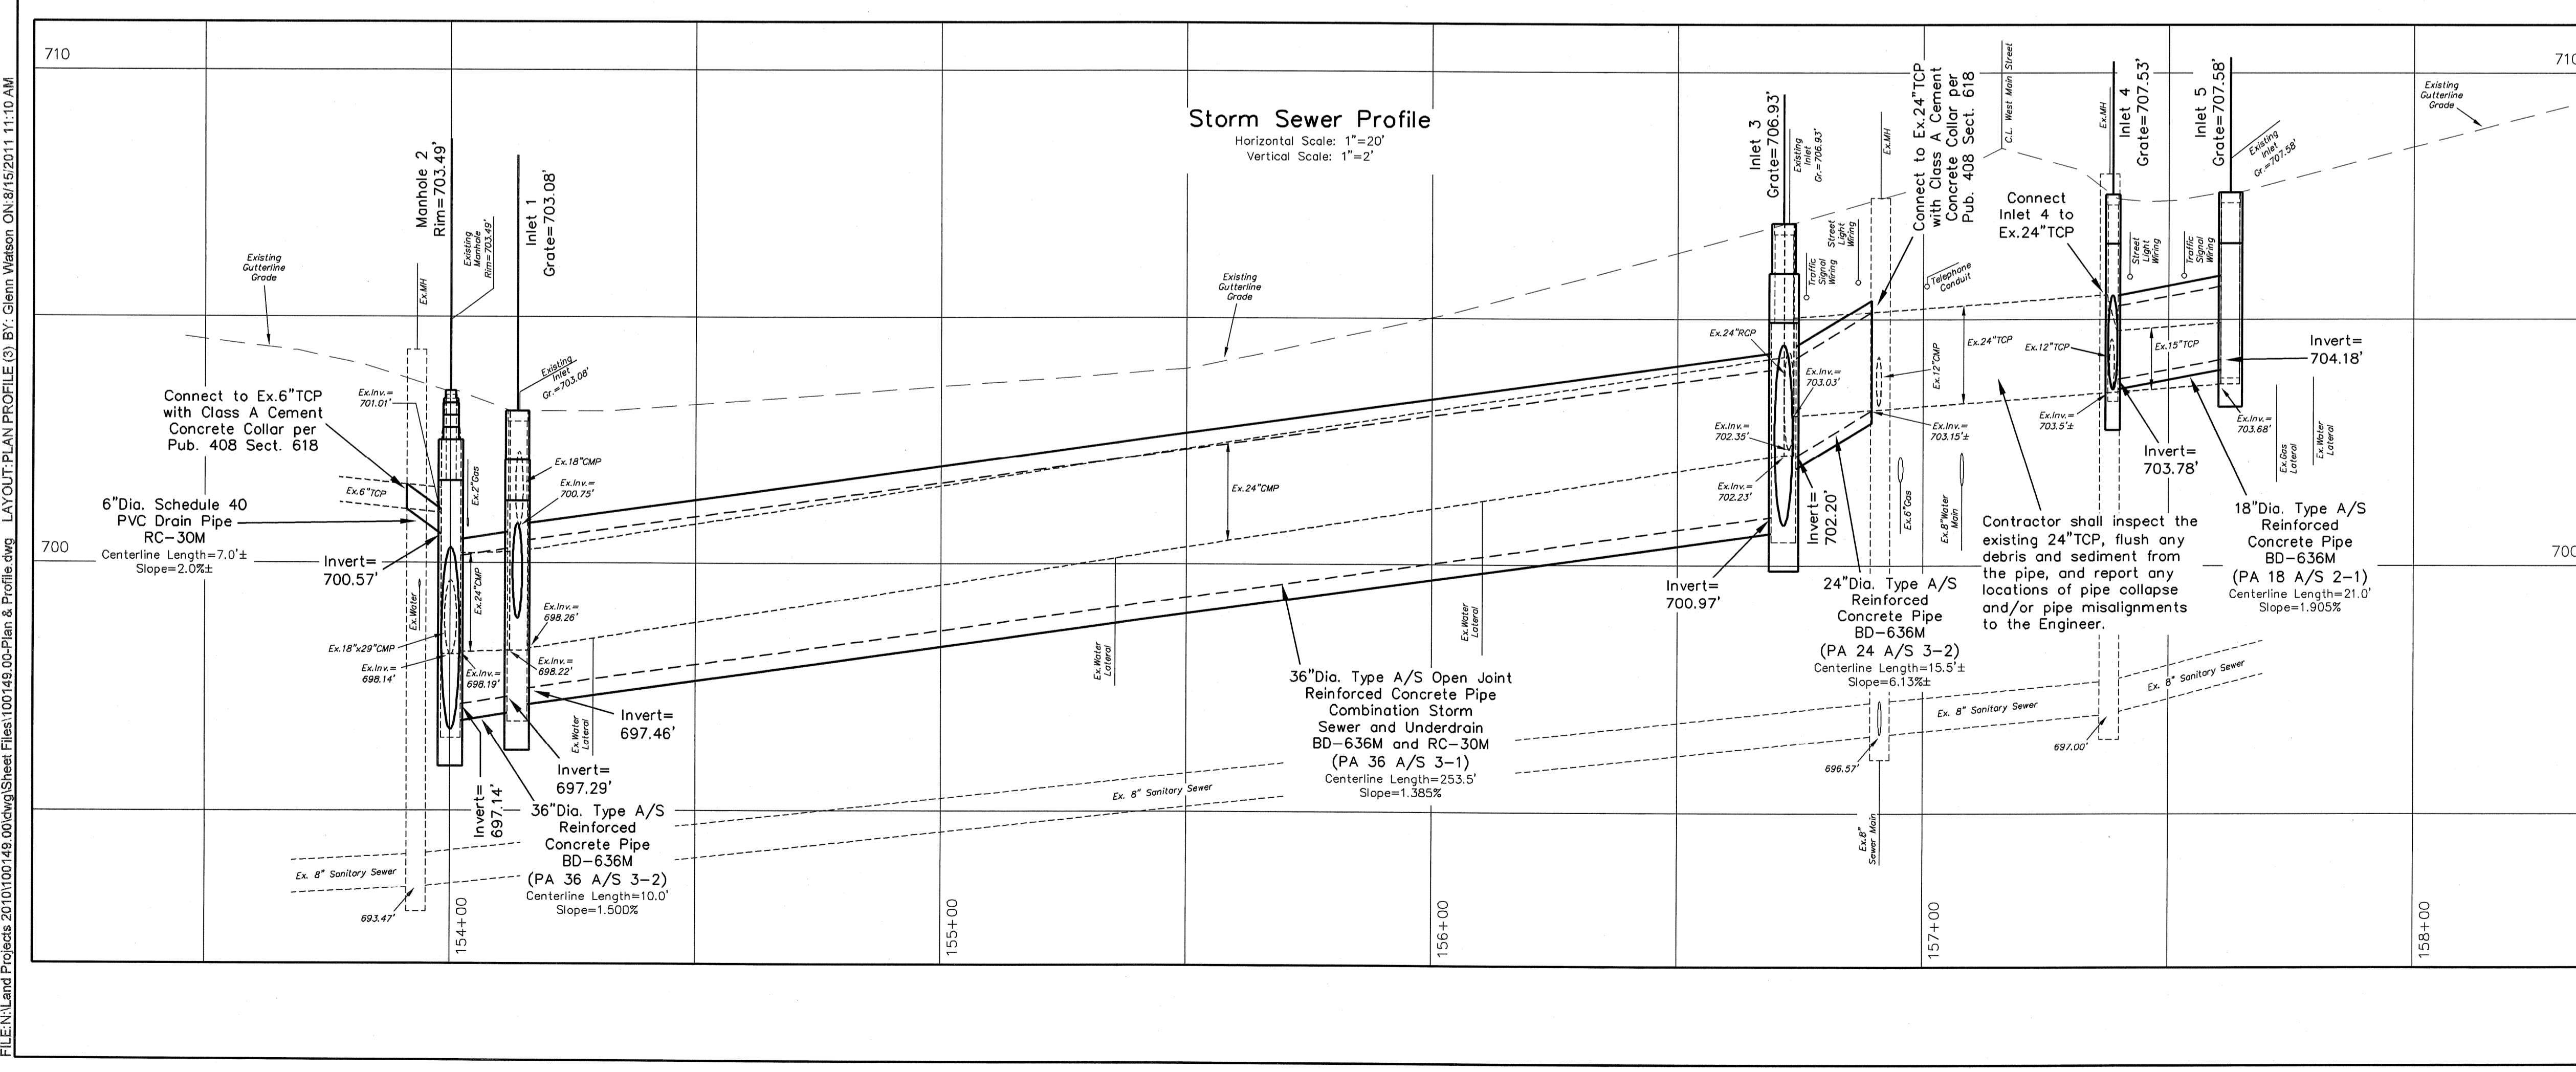 FILE:N:\Land Projects 2010\100149.00\dwg\Sheet Files\100149.00-Plan & Profile.dwg LAYOUT:PLAN PROFILE (3) BY: Glenn Watson ON:8/15/2011 11:10 AM
710
710
700
700
Storm Sewer Profile
Horizontal Scale: 1"=20'
Vertical Scale: 1"=2'
Existing
Gutterline
Grade
Ex.MH
Manhole 2
Rim=703.49'
Existing
Manhole
Rim=703.49'
Inlet 1
Grate=703.08'
Existing
Inlet
Gr.=703.08'
Connect to Ex.6"TCP
with Class A Cement
Concrete Collar per
Pub. 408 Sect. 618
Ex.Inv.=
701.01'
Ex.6"TCP
6"Dia. Schedule 40
PVC Drain Pipe
RC-30M
Centerline Length=7.0'±
Slope=2.0%±
Invert=
700.57'
Ex.2"Gas
Ex.18"CMP
Ex.Inv.=
700.75'
Ex.Water
Ex.24"CMP
Ex.18"x29"CMP
Ex.Inv.=
698.14'
Ex.Inv.=
698.19'
Ex.Inv.=
698.26'
Ex.Inv.=
698.22'
Ex.Water
Lateral
Invert=
697.46'
Invert=
697.29'
Invert=
697.14'
36"Dia. Type A/S
Reinforced
Concrete Pipe
BD-636M
(PA 36 A/S 3-2)
Centerline Length=10.0'
Slope=1.500%
Ex. 8" Sanitary Sewer
693.47'
154+00
Existing
Gutterline
Grade
Ex.24"CMP
Ex.Water
Lateral
Ex.Water
Lateral
Ex. 8" Sanitary Sewer
155+00
36"Dia. Type A/S Open Joint
Reinforced Concrete Pipe
Combination Storm
Sewer and Underdrain
BD-636M and RC-30M
(PA 36 A/S 3-1)
Centerline Length=253.5'
Slope=1.385%
156+00
Inlet 3
Grate=706.93'
Existing
Inlet
Gr.=706.93'
Ex.MH
Connect to Ex.24"TCP
with Class A Cement
Concrete Collar per
Pub. 408 Sect. 618
C.L. West Main Street
Traffic
Signal
Wiring
Street
Light
Wiring
Telephone
Conduit
Ex.24"RCP
Ex.Inv.=
703.03'
Ex.Inv.=
702.35'
Ex.Inv.=
702.23'
Invert=
700.97'
Invert=
702.20'
Ex.12"CMP
Ex.24"TCP
Ex.Inv.=
703.15'±
Ex.6"Gas
Ex.8"Water
Main
24"Dia. Type A/S
Reinforced
Concrete Pipe
BD-636M
(PA 24 A/S 3-2)
Centerline Length=15.5'±
Slope=6.13%±
696.57'
Ex.8"
Sewer Main
Ex. 8" Sanitary Sewer
157+00
Ex.MH
Inlet 4
Grate=707.53'
Inlet 5
Grate=707.58'
Existing
Inlet
Gr.=707.58'
Existing
Gutterline
Grade
Connect
Inlet 4 to
Ex.24"TCP
Street
Light
Wiring
Traffic
Signal
Wiring
Ex.12"TCP
Ex.15"TCP
Ex.Inv.=
703.5'±
Invert=
704.18'
Ex.Inv.=
703.68'
Invert=
703.78'
Ex.Gas
Lateral
Ex.Water
Lateral
Contractor shall inspect the
existing 24"TCP, flush any
debris and sediment from
the pipe, and report any
locations of pipe collapse
and/or pipe misalignments
to the Engineer.
18"Dia. Type A/S
Reinforced
Concrete Pipe
BD-636M
(PA 18 A/S 2-1)
Centerline Length=21.0'
Slope=1.905%
697.00'
Ex. 8" Sanitary Sewer
158+00